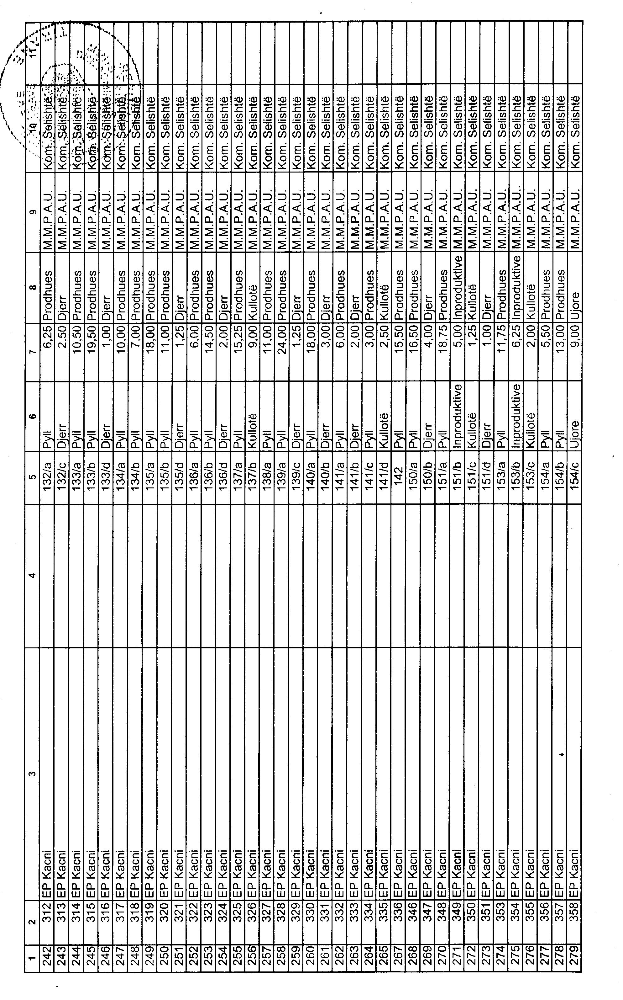 1 2 3 4 5 6 7 8 9 10 11
242 312 EP Kacni 132/a Pyll 6,25 Prodhues M.M.P.A.U. Kom. Selishtë
243 313 EP Kacni 132/c Djerr 2,50 Djerr M.M.P.A.U. Kom. Selishtë
244 314 EP Kacni 133/a Pyll 10,50 Prodhues M.M.P.A.U. Kom. Selishtë
245 315 EP Kacni 133/b Pyll 19,50 Prodhues M.M.P.A.U. Kom. Selishtë
246 316 EP Kacni 133/d Djerr 1,00 Djerr M.M.P.A.U. Kom. Selishtë
247 317 EP Kacni 134/a Pyll 10,00 Prodhues M.M.P.A.U. Kom. Selishtë
248 318 EP Kacni 134/b Pyll 7,00 Prodhues M.M.P.A.U. Kom. Selishtë
249 319 EP Kacni 135/a Pyll 18,00 Prodhues M.M.P.A.U. Kom. Selishtë
250 320 EP Kacni 135/b Pyll 11,00 Prodhues M.M.P.A.U. Kom. Selishtë
251 321 EP Kacni 135/d Djerr 1,25 Djerr M.M.P.A.U. Kom. Selishtë
252 322 EP Kacni 136/a Pyll 6,00 Prodhues M.M.P.A.U. Kom. Selishtë
253 323 EP Kacni 136/b Pyll 14,50 Prodhues M.M.P.A.U. Kom. Selishtë
254 324 EP Kacni 136/d Djerr 2,00 Djerr M.M.P.A.U. Kom. Selishtë
255 325 EP Kacni 137/a Pyll 15,25 Prodhues M.M.P.A.U. Kom. Selishtë
256 326 EP Kacni 137/b Kullotë 9,00 Kullotë M.M.P.A.U. Kom. Selishtë
257 327 EP Kacni 138/a Pyll 11,00 Prodhues M.M.P.A.U. Kom. Selishtë
258 328 EP Kacni 139/a Pyll 24,00 Prodhues M.M.P.A.U. Kom. Selishtë
259 329 EP Kacni 139/c Djerr 1,25 Djerr M.M.P.A.U. Kom. Selishtë
260 330 EP Kacni 140/a Pyll 18,00 Prodhues M.M.P.A.U. Kom. Selishtë
261 331 EP Kacni 140/b Djerr 3,00 Djerr M.M.P.A.U. Kom. Selishtë
262 332 EP Kacni 141/a Pyll 6,00 Prodhues M.M.P.A.U. Kom. Selishtë
263 333 EP Kacni 141/b Djerr 2,00 Djerr M.M.P.A.U. Kom. Selishtë
264 334 EP Kacni 141/c Pyll 3,00 Prodhues M.M.P.A.U. Kom. Selishtë
265 335 EP Kacni 141/d Kullotë 2,50 Kullotë M.M.P.A.U. Kom. Selishtë
267 336 EP Kacni 142 Pyll 15,50 Prodhues M.M.P.A.U. Kom. Selishtë
268 346 EP Kacni 150/a Pyll 16,50 Prodhues M.M.P.A.U. Kom. Selishtë
269 347 EP Kacni 150/b Djerr 4,00 Djerr M.M.P.A.U. Kom. Selishtë
270 348 EP Kacni 151/a Pyll 18,75 Prodhues M.M.P.A.U. Kom. Selishtë
271 349 EP Kacni 151/b Inproduktive 5,00 Inproduktive M.M.P.A.U. Kom. Selishtë
272 350 EP Kacni 151/c Kullotë 1,25 Kullotë M.M.P.A.U. Kom. Selishtë
273 351 EP Kacni 151/d Djerr 1,00 Djerr M.M.P.A.U. Kom. Selishtë
274 353 EP Kacni 153/a Pyll 11,75 Prodhues M.M.P.A.U. Kom. Selishtë
275 354 EP Kacni 153/b Inproduktive 6,25 Inproduktive M.M.P.A.U. Kom. Selishtë
276 355 EP Kacni 153/c Kullotë 2,00 Kullotë M.M.P.A.U. Kom. Selishtë
277 356 EP Kacni 154/a Pyll 5,50 Prodhues M.M.P.A.U. Kom. Selishtë
278 357 EP Kacni 154/b Pyll 13,00 Prodhues M.M.P.A.U. Kom. Selishtë
279 358 EP Kacni 154/c Ujore 9,00 Ujore M.M.P.A.U. Kom. Selishtë